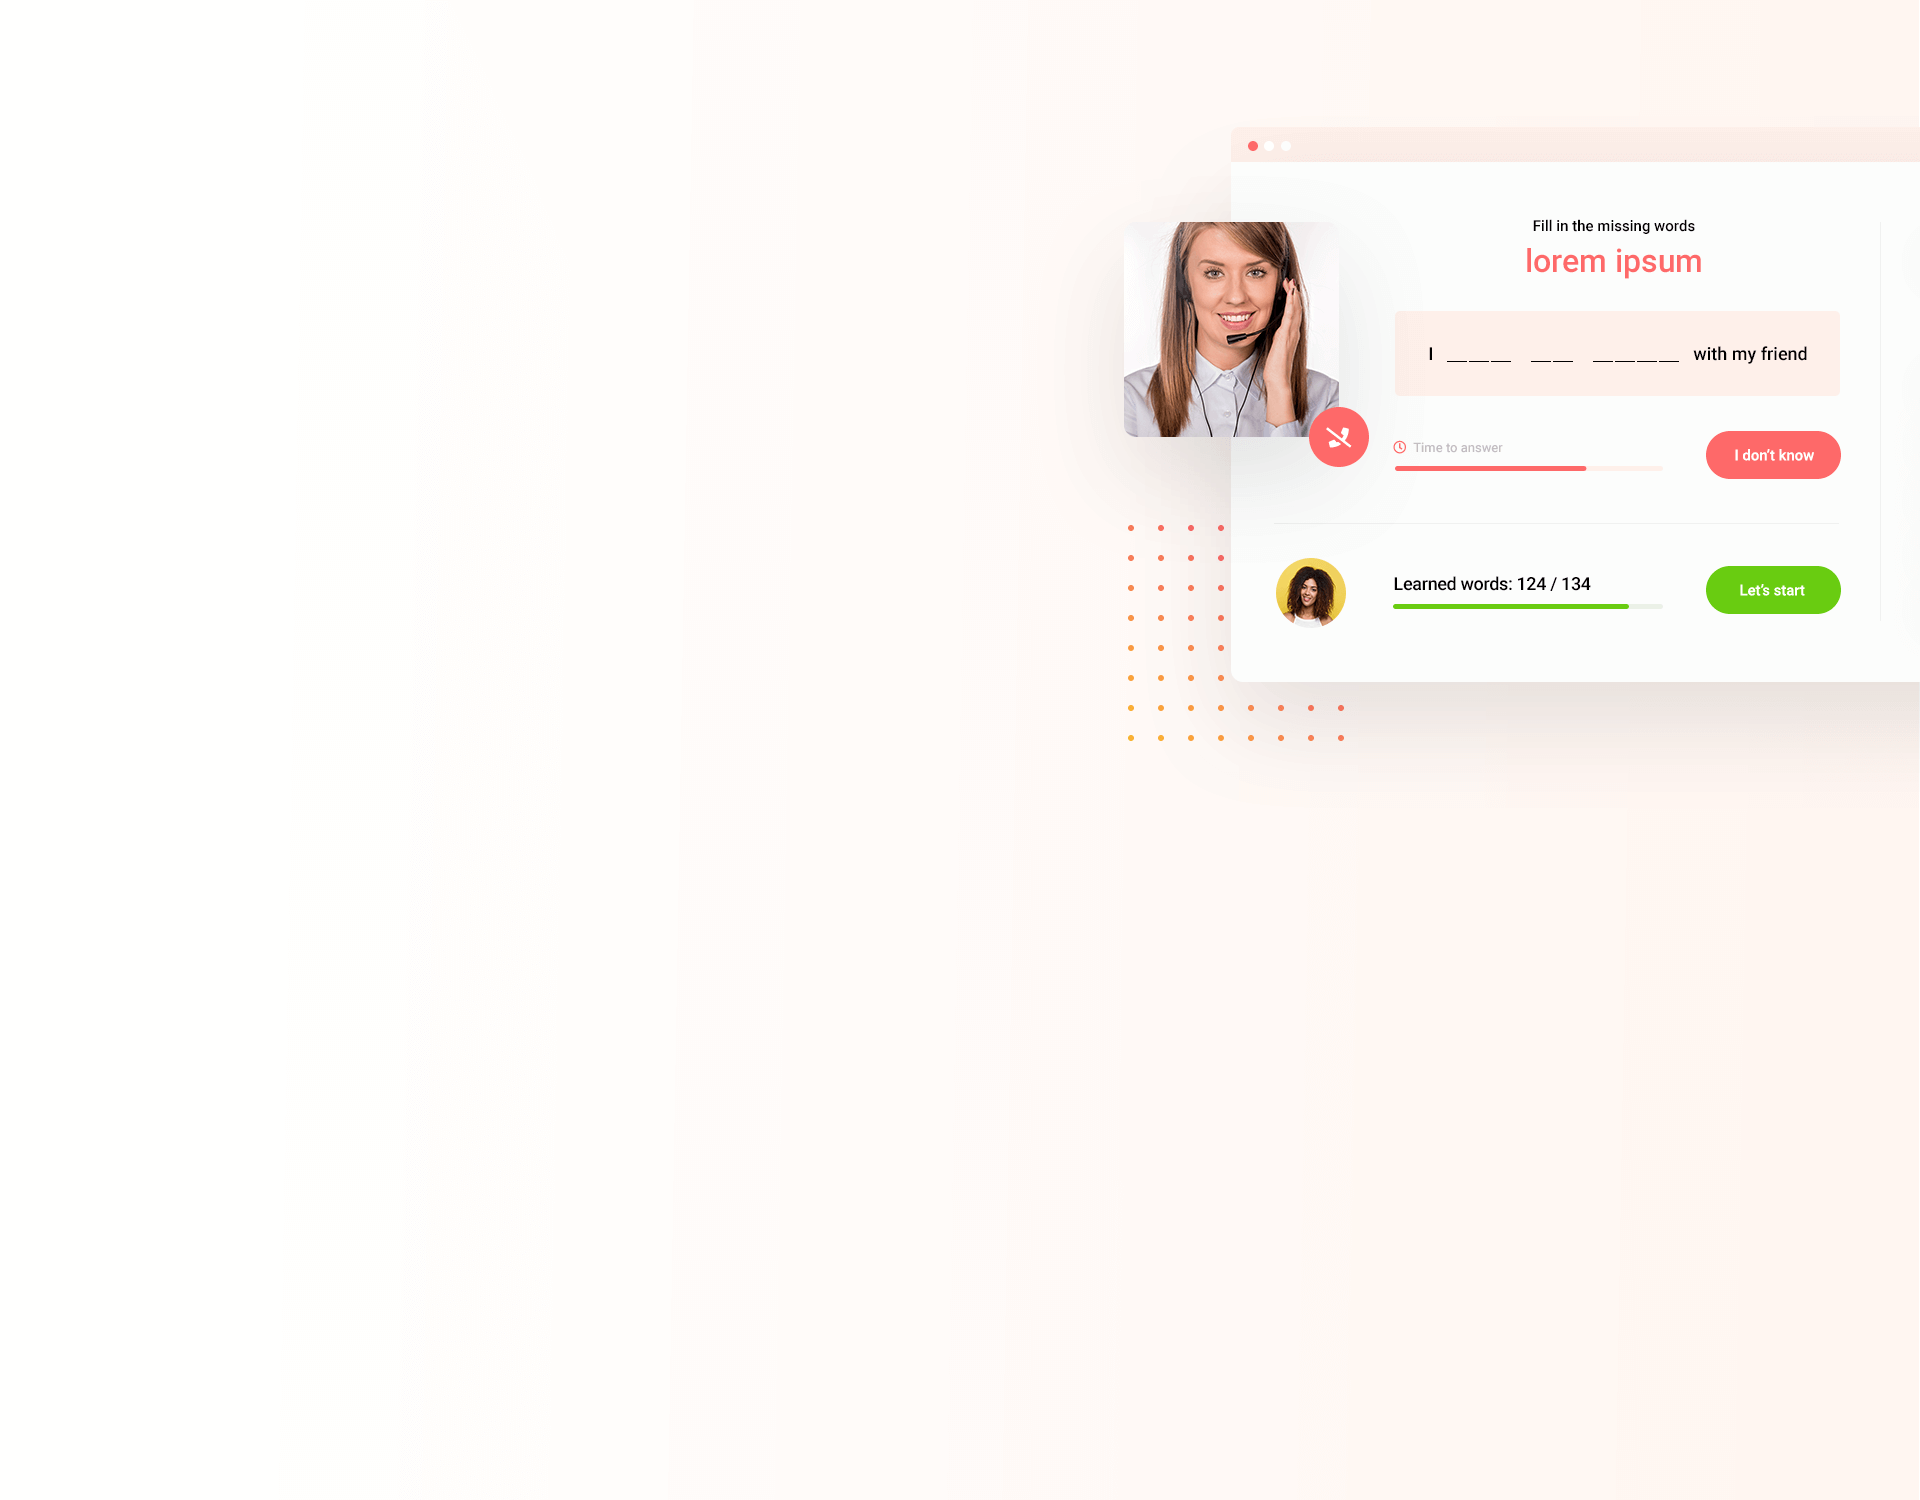 Fill in the missing words
lorem ipsum
I ___ __ ____ with my friend
Time to answer
I don't know
Learned words: 124 / 134
Let's start